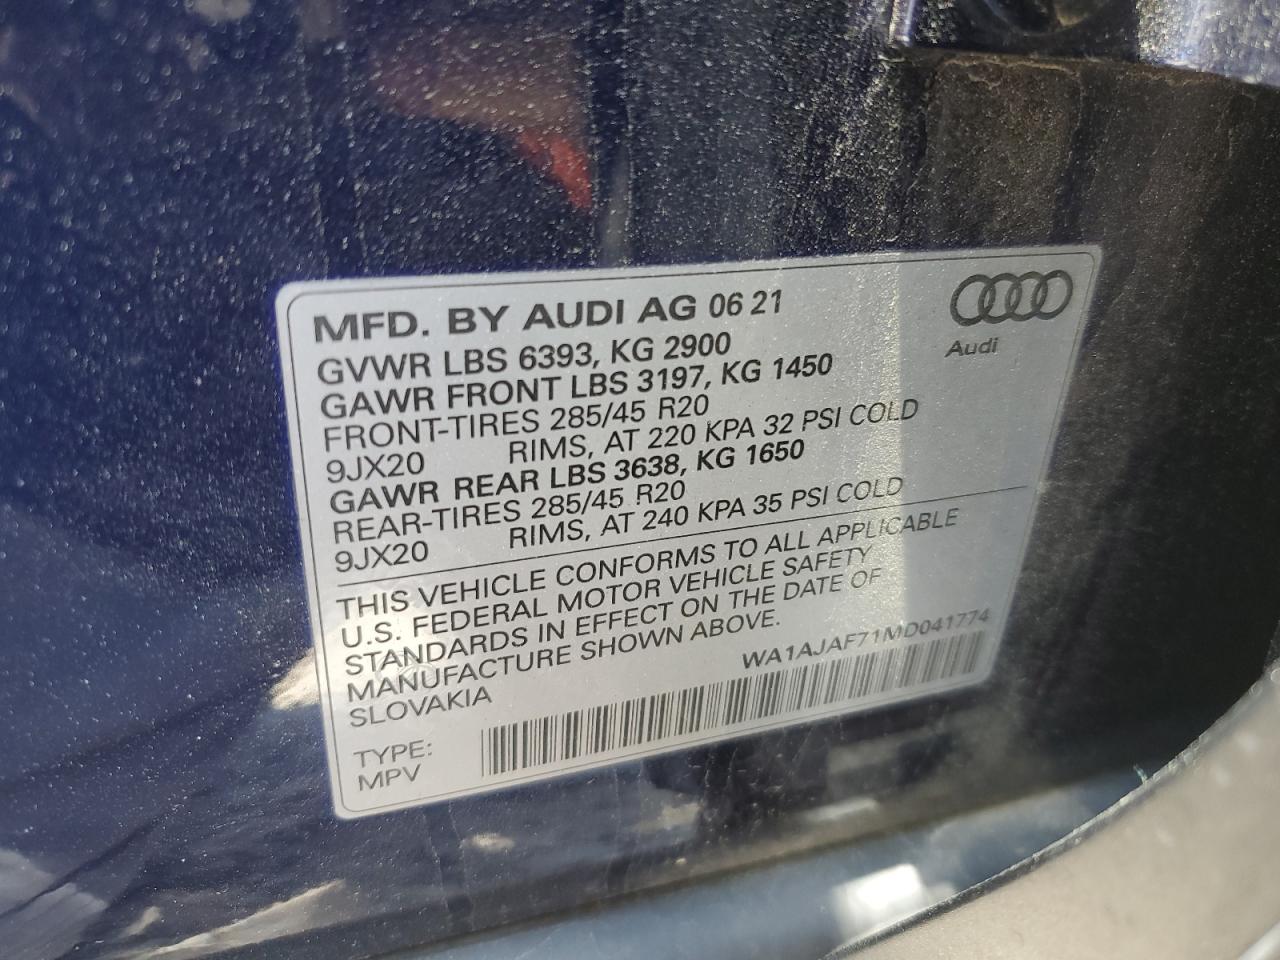 MFD. BY AUDI AG 06 21
Audi
GVWR LBS 6393, KG 2900
GAWR FRONT LBS 3197, KG 1450
FRONT-TIRES 285/45 R20
9JX20 RIMS, AT 220 KPA 32 PSI COLD
GAWR REAR LBS 3638, KG 1650
REAR-TIRES 285/45 R20
9JX20 RIMS, AT 240 KPA 35 PSI COLD
THIS VEHICLE CONFORMS TO ALL APPLICABLE
U.S. FEDERAL MOTOR VEHICLE SAFETY
STANDARDS IN EFFECT ON THE DATE OF
MANUFACTURE SHOWN ABOVE.
SLOVAKIA
WA1AJAF71MD041774
TYPE:
MPV